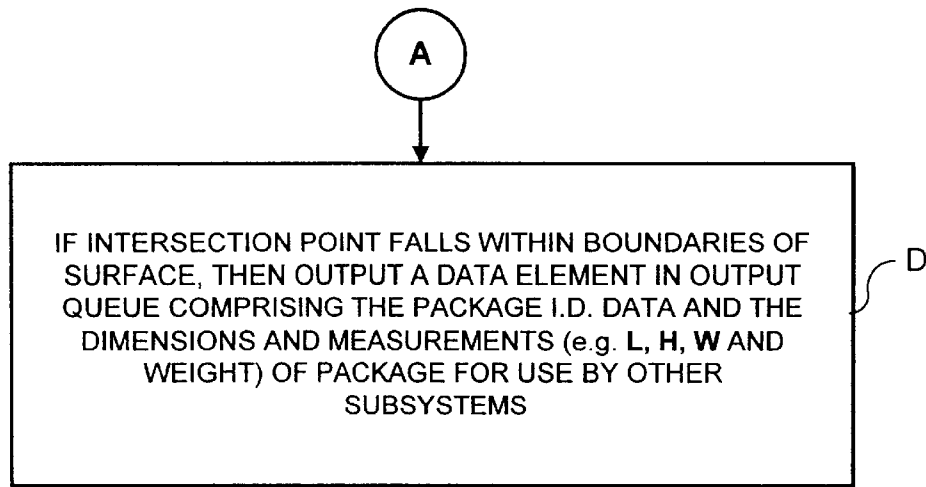 A
IF INTERSECTION POINT FALLS WITHIN BOUNDARIES OF
SURFACE, THEN OUTPUT A DATA ELEMENT IN OUTPUT
QUEUE COMPRISING THE PACKAGE I.D. DATA AND THE
DIMENSIONS AND MEASUREMENTS (e.g. L, H, W AND
WEIGHT) OF PACKAGE FOR USE BY OTHER
SUBSYSTEMS
D